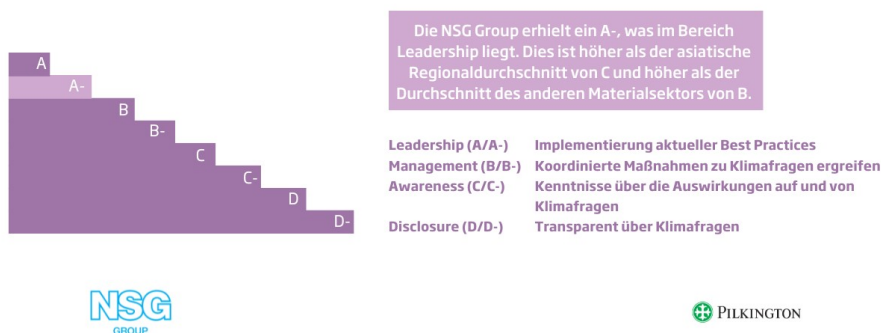 A
A-
B
B-
C
C-
D
D-
Die NSG Group erhielt ein A-, was im Bereich
Leadership liegt. Dies ist höher als der asiatische
Regionaldurchschnitt von C und höher als der
Durchschnitt des anderen Materialsektors von B.
Leadership (A/A-) Implementierung aktueller Best Practices
Management (B/B-) Koordinierte Maßnahmen zu Klimafragen ergreifen
Awareness (C/C-) Kenntnisse über die Auswirkungen auf und von
Klimafragen
Disclosure (D/D-) Transparent über Klimafragen
NSG
GROUP
PILKINGTON